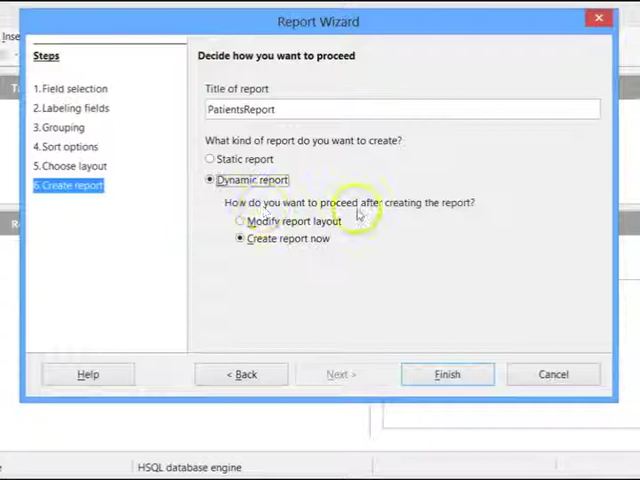 Report Wizard
Inse
Steps
1.Field selection
2.Labeling fields
3.Grouping
4.Sort options
5.Choose layout
6.Create report
Decide how you want to proceed
Title of report
PatientsReport
What kind of report do you want to create?
Static report
Dynamic report
How do you want to proceed after creating the report?
Modify report layout
Create report now
Help
< Back
Next >
Finish
Cancel
HSQL database engine